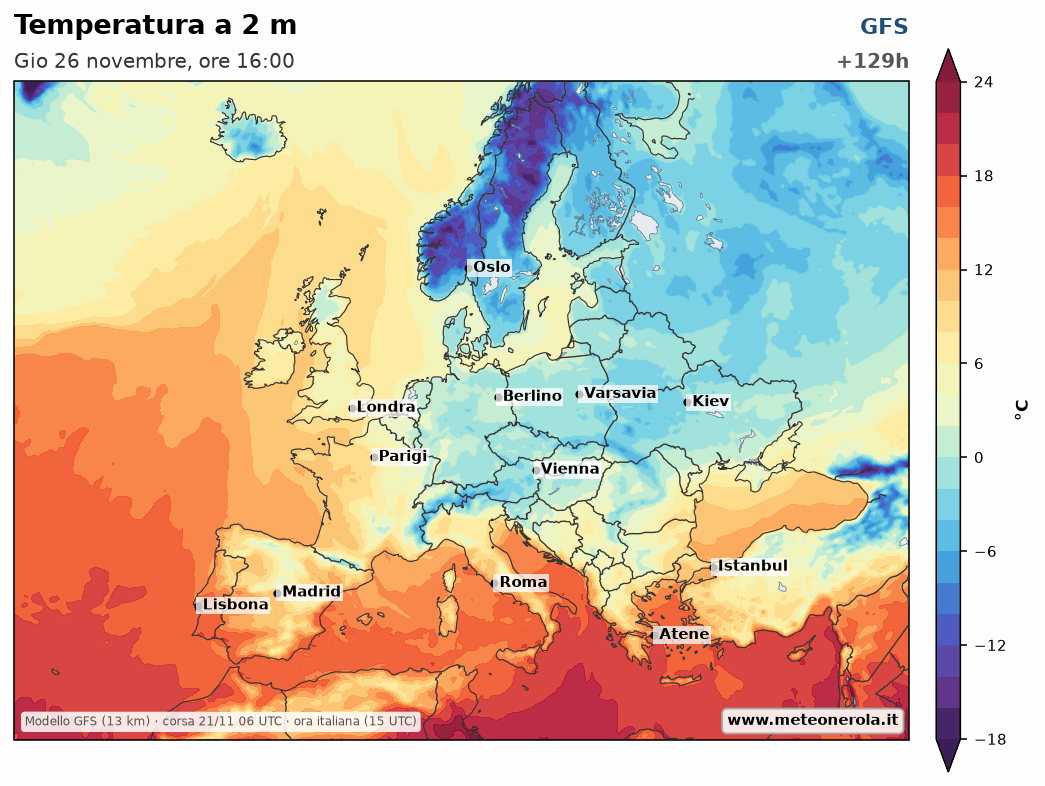 Temperatura a 2 m
GFS
Gio 26 novembre, ore 16:00
+129h
24
18
12
6
0
−6
−12
−18
°C
Oslo
Berlino
Varsavia
Kiev
Londra
Parigi
Vienna
Istanbul
Roma
Madrid
Lisbona
Atene
Modello GFS (13 km) · corsa 21/11 06 UTC · ora italiana (15 UTC)
www.meteonerola.it